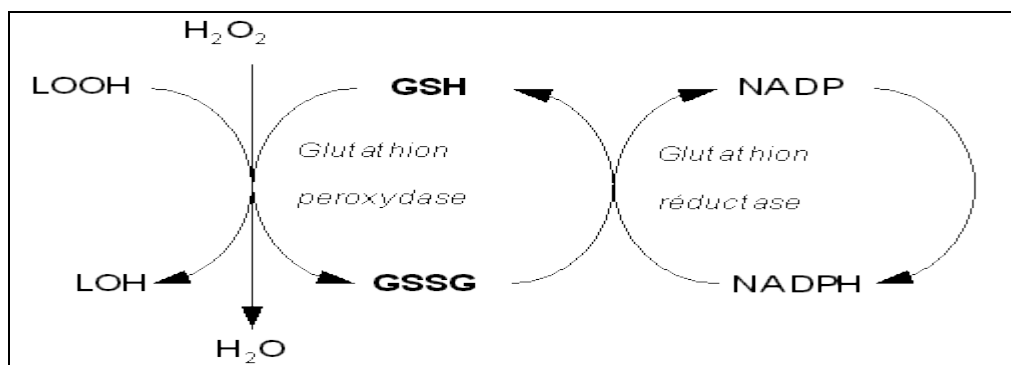 H₂O₂
LOOH
GSH
NADP
Glutathion
peroxydase
Glutathion
réductase
LOH
GSSG
NADPH
H₂O